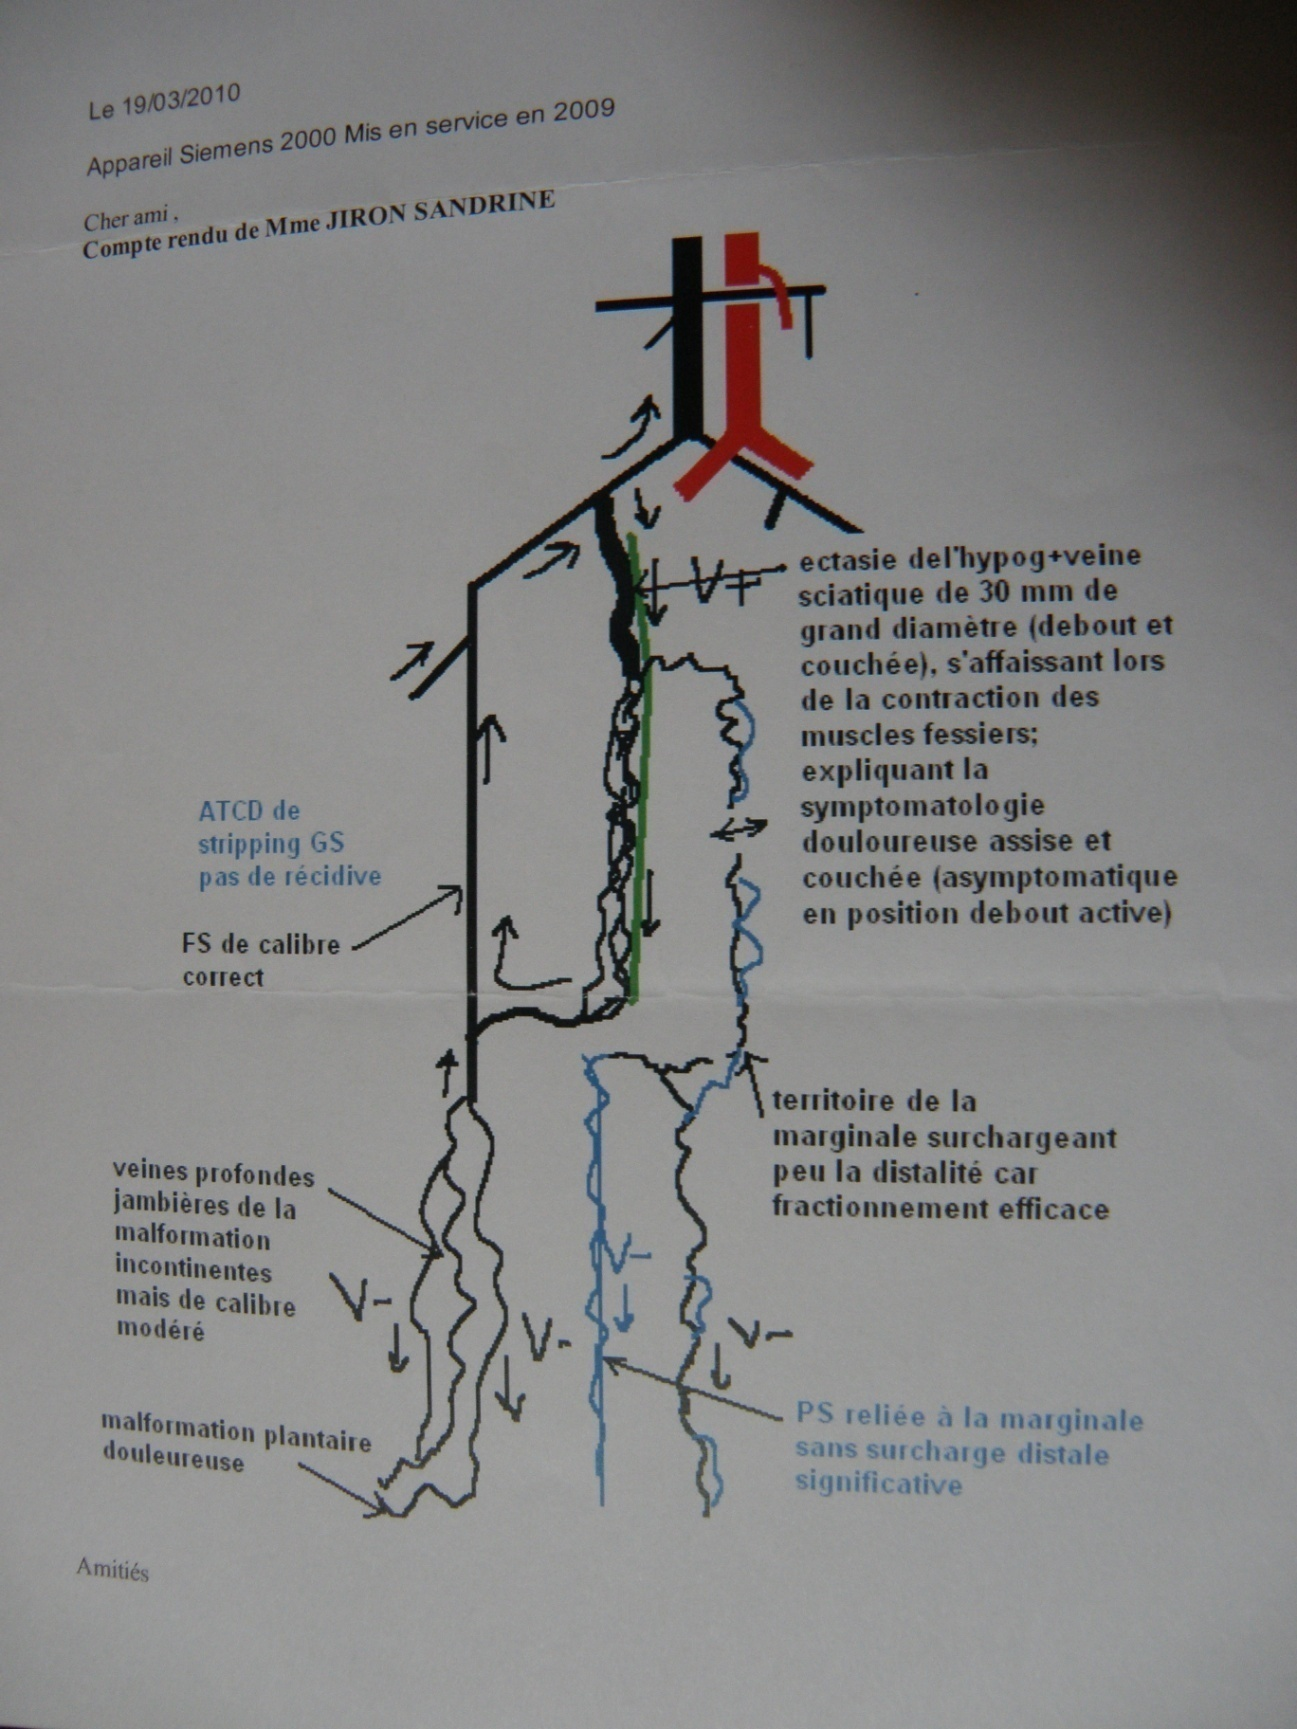 Le 19/03/2010
Appareil Siemens 2000 Mis en service en 2009
Cher ami ,
Compte rendu de Mme JIRON SANDRINE
V+
ectasie del'hypog+veine
sciatique de 30 mm de
grand diamètre (debout et
couchée), s'affaissant lors
de la contraction des
muscles fessiers;
expliquant la
symptomatologie
douloureuse assise et
couchée (asymptomatique
en position debout active)
ATCD de
stripping GS
pas de récidive
FS de calibre
correct
territoire de la
marginale surchargeant
peu la distalité car
fractionnement efficace
veines profondes
jambières de la
malformation
incontinentes
mais de calibre
modéré
V-
V-
V-
V-
malformation plantaire
douleureuse
PS reliée à la marginale
sans surcharge distale
significative
Amitiés